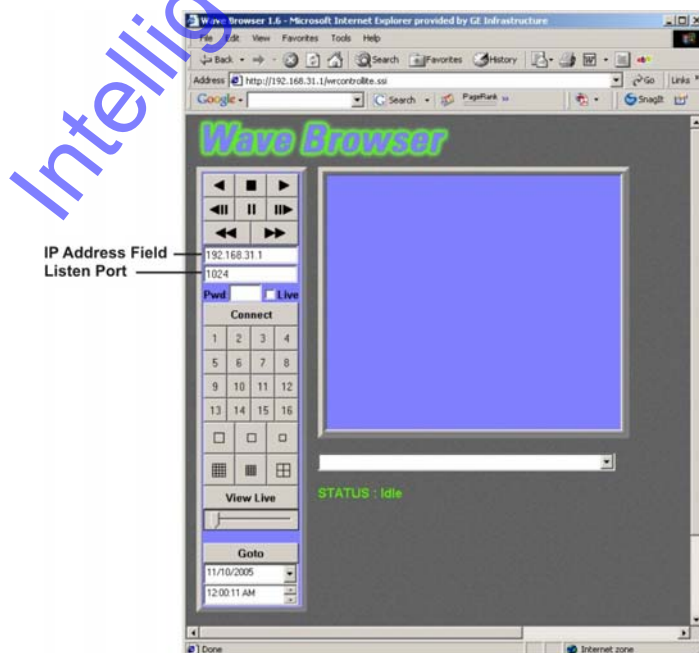 Intellig
Wave Browser 1.6 - Microsoft Internet Explorer provided by GE Infrastructure
File Edit View Favorites Tools Help
Back Search Favorites History
Address http://192.168.31.1/wrcontrollite.ssi Go Links
Google Search PageRank SnagIt
Wave Browser
IP Address Field
192.168.31.1
Listen Port
1024
Pwd Live
Connect
1 2 3 4
5 6 7 8
9 10 11 12
13 14 15 16
View Live
STATUS : Idle
Goto
11/10/2005
12:00:11 AM
Done Internet zone